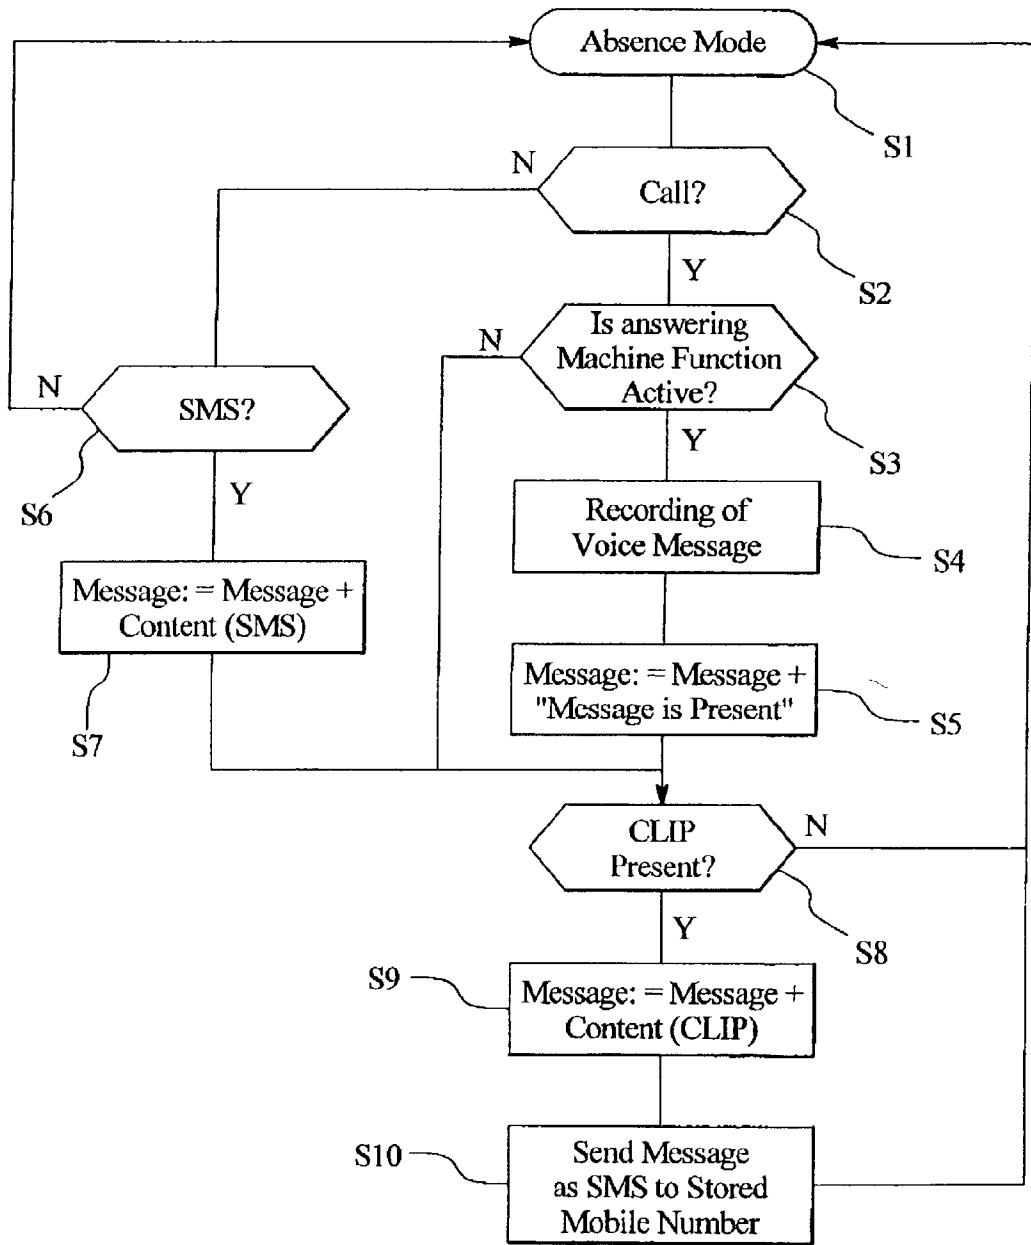 Absence Mode
S1
N
Call?
S2
Y
Is answering
Machine Function
Active?
N
S3
Y
N
SMS?
S6
Y
Recording of
Voice Message
S4
Message: = Message +
Content (SMS)
S7
Message: = Message +
"Message is Present"
S5
CLIP
Present?
N
S8
Y
S9
Message: = Message +
Content (CLIP)
S10
Send Message
as SMS to Stored
Mobile Number